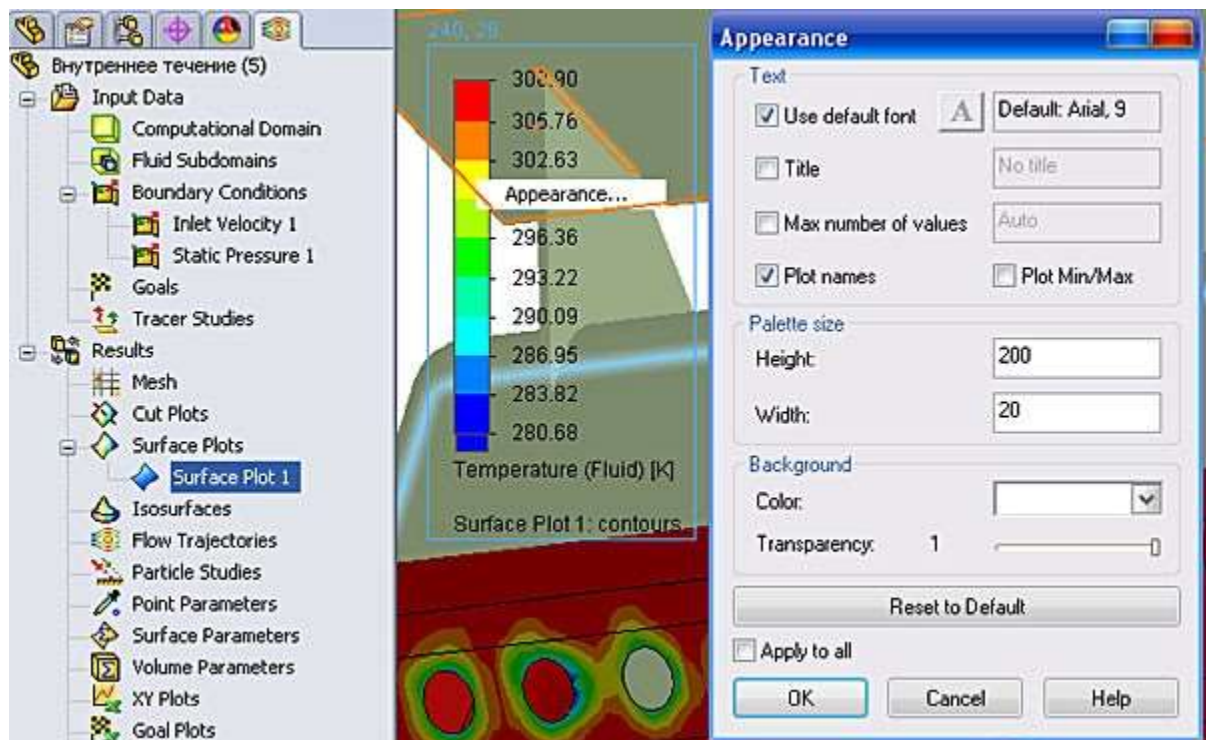 Внутреннее течение (5)
Input Data
Computational Domain
Fluid Subdomains
Boundary Conditions
Inlet Velocity 1
Static Pressure 1
Goals
Tracer Studies
Results
Mesh
Cut Plots
Surface Plots
Surface Plot 1
Isosurfaces
Flow Trajectories
Particle Studies
Point Parameters
Surface Parameters
Volume Parameters
XY Plots
Goal Plots
305.76
302.63
Appearance...
296.36
293.22
290.09
286.95
283.82
280.68
Temperature (Fluid) [K]
Surface Plot 1: contours
Appearance
Text
Use default font A Default: Arial, 9
Title No title
Max number of values Auto
Plot names Plot Min/Max
Palette size
Height: 200
Width: 20
Background
Color:
Transparency: 1
Reset to Default
Apply to all
OK Cancel Help